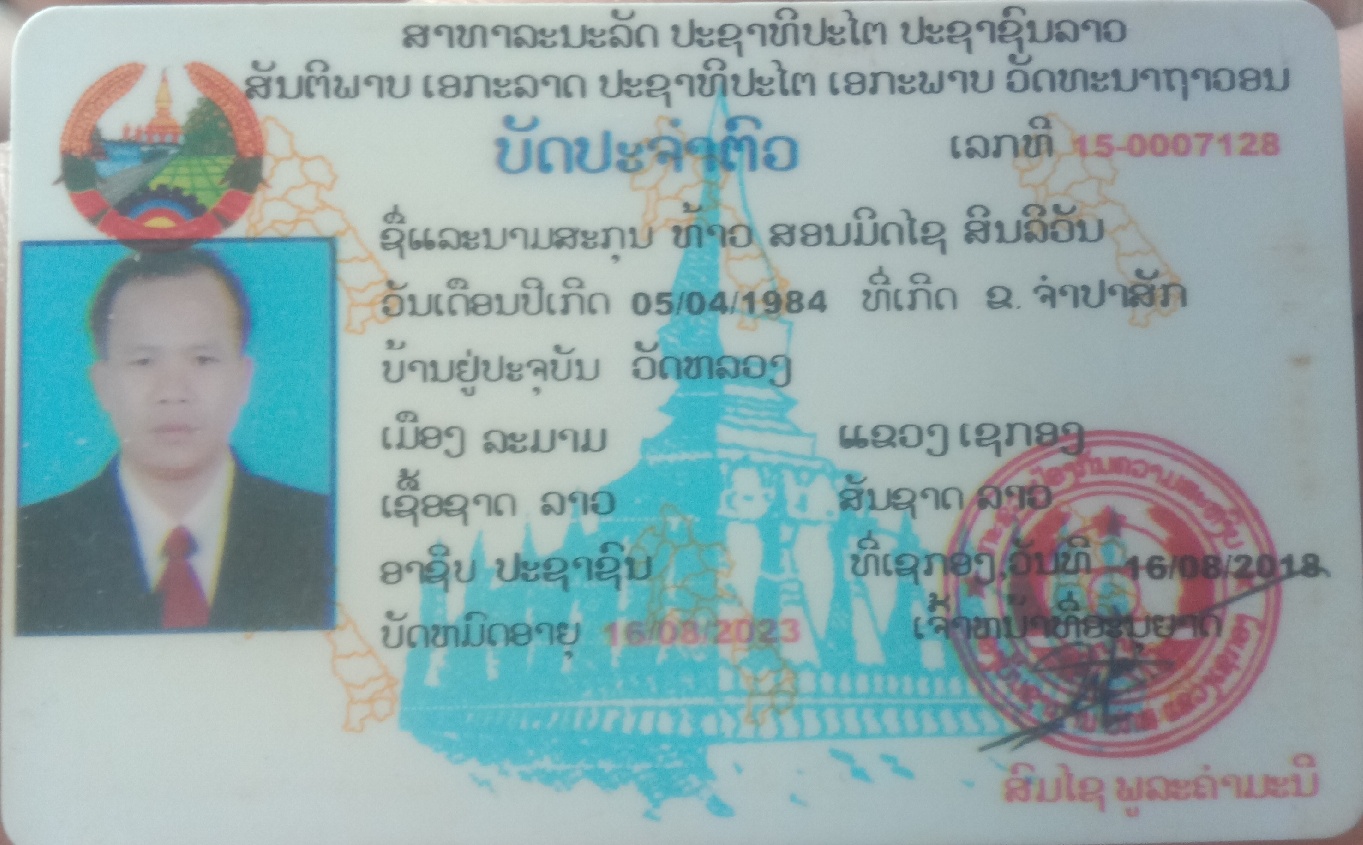 ສາທາລະນະລັດ ປະຊາທິປະໄຕ ປະຊາຊົນລາວ
ສັນຕິພາບ ເອກະລາດ ປະຊາທິປະໄຕ ເອກະພາບ ວັດທະນາຖາວອນ
ບັດປະຈຳຕົວ ເລກທີ 15-0007128
ຊື່ແລະນາມສະກຸນ ທ້າວ ສອນມິດໄຊ ສິນລິວັນ
ວັນເດືອນປີເກີດ 05/04/1984 ທີ່ເກີດ ຂ. ຈຳປາສັກ
ບ້ານຢູ່ປະຈຸບັນ ວັດຫລວງ
ເມືອງ ລະມາມ ແຂວງ ເຊກອງ
ເຊື້ອຊາດ ລາວ ສັນຊາດ ລາວ
ອາຊີບ ປະຊາຊົນ ທີ່ເຊກອງ,ວັນທີ 16/08/2018
ບັດຫມົດອາຍຸ 16/08/2023 ເຈົ້າຫນ້າທີ່ອະນຸຍາດ
ສົມໄຊ ພູລະຄຳມະນີ